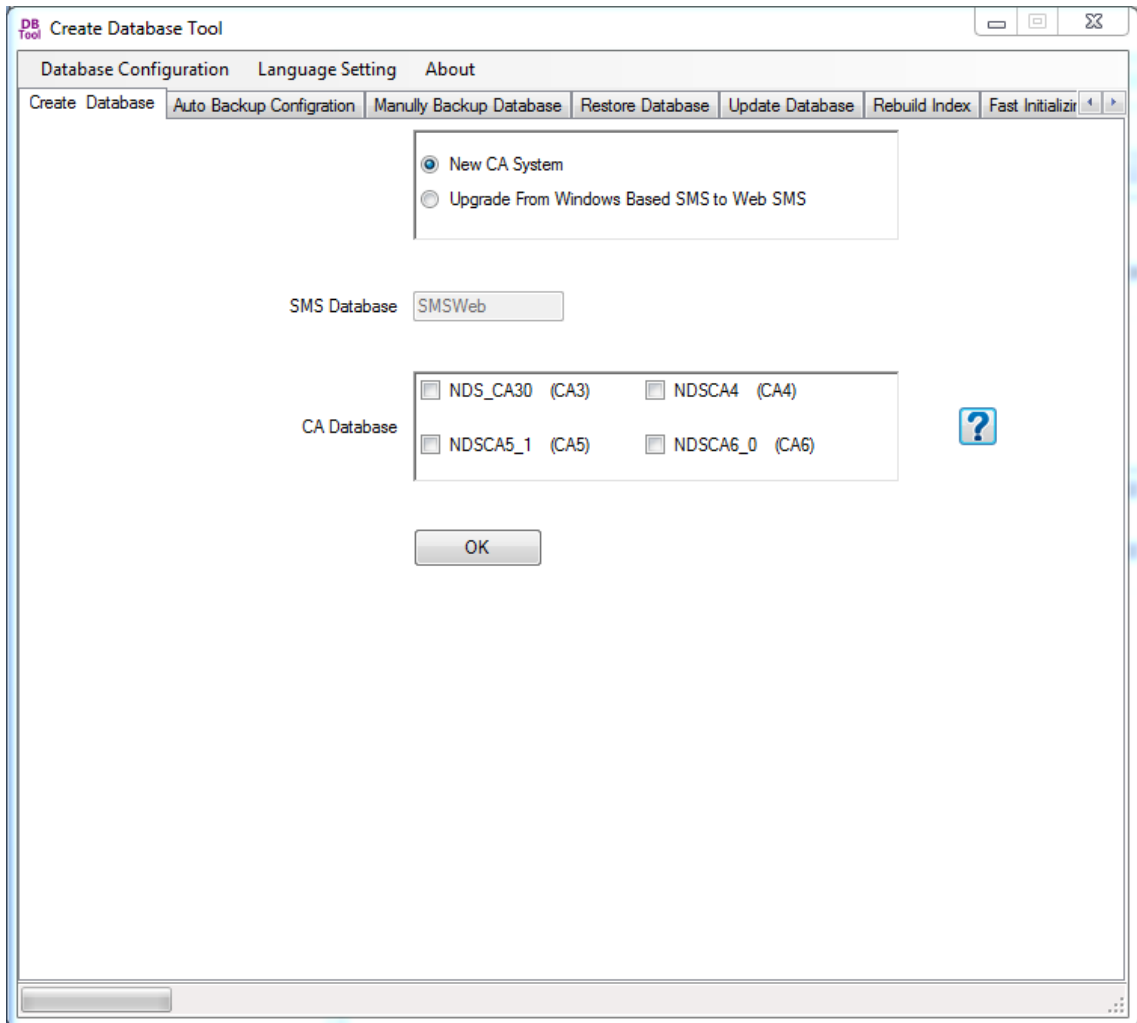 DB Tool Create Database Tool
Database Configuration Language Setting About
Create Database Auto Backup Configration Manully Backup Database Restore Database Update Database Rebuild Index Fast Initializin
New CA System
Upgrade From Windows Based SMS to Web SMS
SMS Database SMSWeb
NDS_CA30 (CA3) NDSCA4 (CA4)
CA Database
NDSCA5_1 (CA5) NDSCA6_0 (CA6)
?
OK